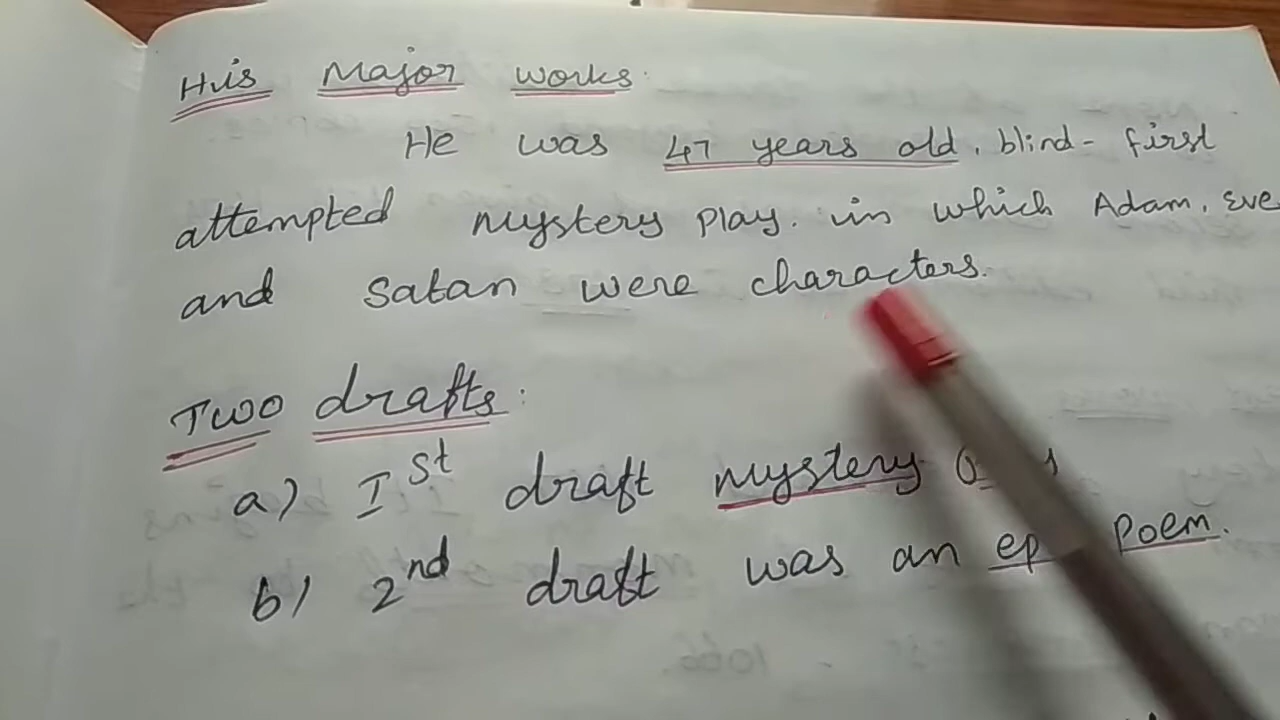 His Major works:
He was 47 years old, blind- first
attempted mystery play. in which Adam, Eve
and Satan were characters.
Two drafts:
a) Ist draft mystery
b) 2nd draft was an Poem.